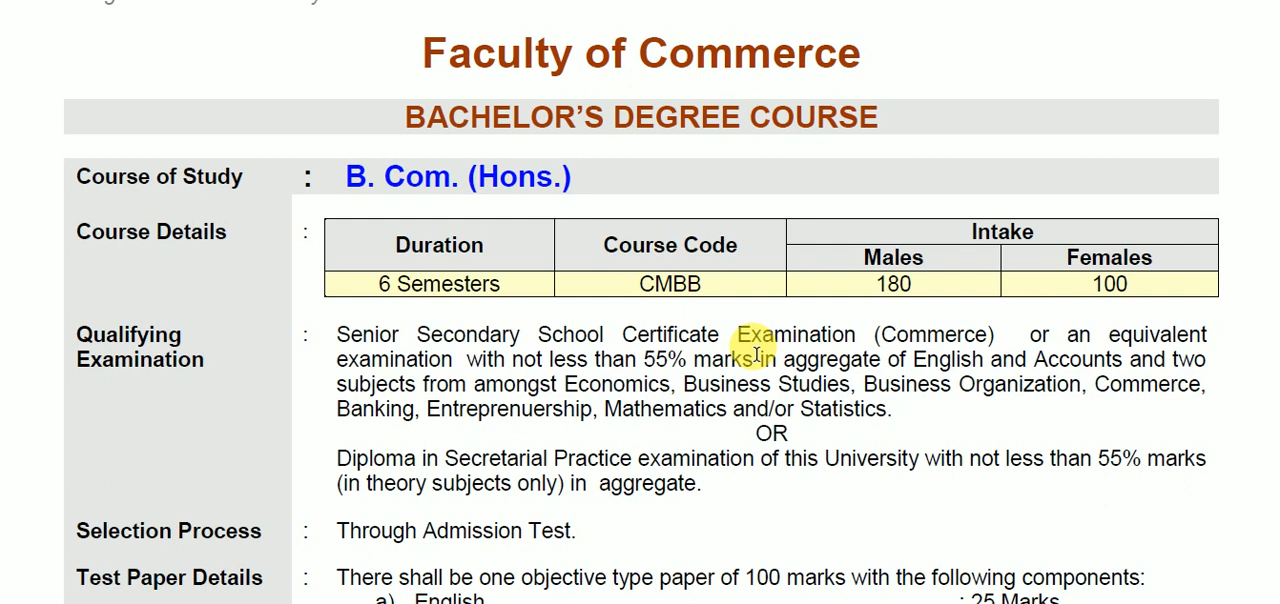 Faculty of Commerce
BACHELOR'S DEGREE COURSE
Course of Study : B. Com. (Hons.)
Course Details :
Duration Course Code Intake
Males Females
6 Semesters CMBB 180 100
Qualifying : Senior Secondary School Certificate Examination (Commerce) or an equivalent
Examination examination with not less than 55% marks in aggregate of English and Accounts and two
subjects from amongst Economics, Business Studies, Business Organization, Commerce,
Banking, Entreprenuership, Mathematics and/or Statistics.
OR
Diploma in Secretarial Practice examination of this University with not less than 55% marks
(in theory subjects only) in aggregate.
Selection Process : Through Admission Test.
Test Paper Details : There shall be one objective type paper of 100 marks with the following components:
a) English : 25 Marks